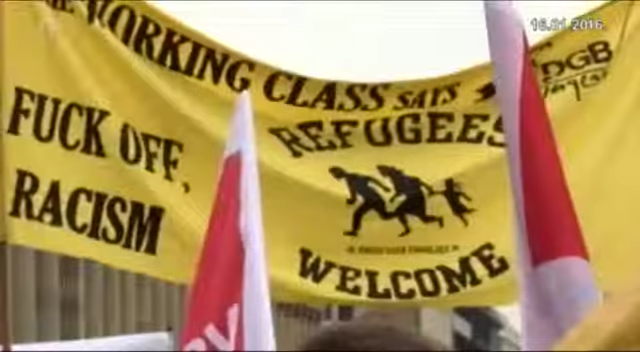 WORKING CLASS SAYS
FUCK OFF,
RACISM
REFUGEES
WELCOME
DGB
16.01.2016